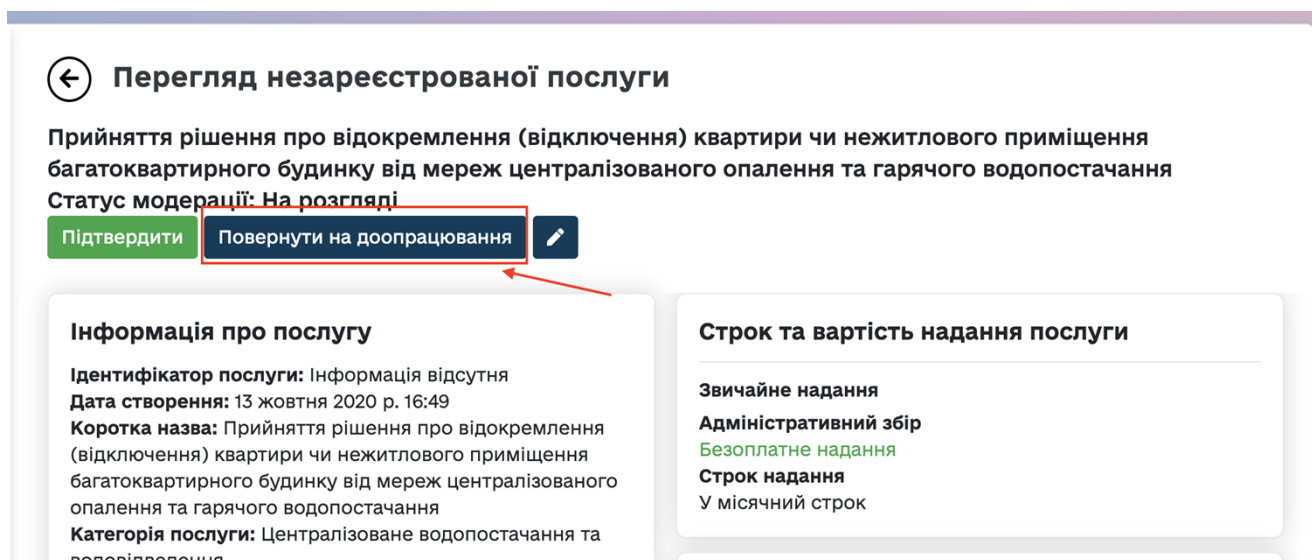 Перегляд незареєстрованої послуги
Прийняття рішення про відокремлення (відключення) квартири чи нежитлового приміщення
багатоквартирного будинку від мереж централізованого опалення та гарячого водопостачання
Статус модерації: На розгляді
Підтвердити Повернути на доопрацювання
Інформація про послугу
Ідентифікатор послуги: Інформація відсутня
Дата створення: 13 жовтня 2020 р. 16:49
Коротка назва: Прийняття рішення про відокремлення
(відключення) квартири чи нежитлового приміщення
багатоквартирного будинку від мереж централізованого
опалення та гарячого водопостачання
Категорія послуги: Централізоване водопостачання та
водовідведення
Строк та вартість надання послуги
Звичайне надання
Адміністративний збір
Безоплатне надання
Строк надання
У місячний строк